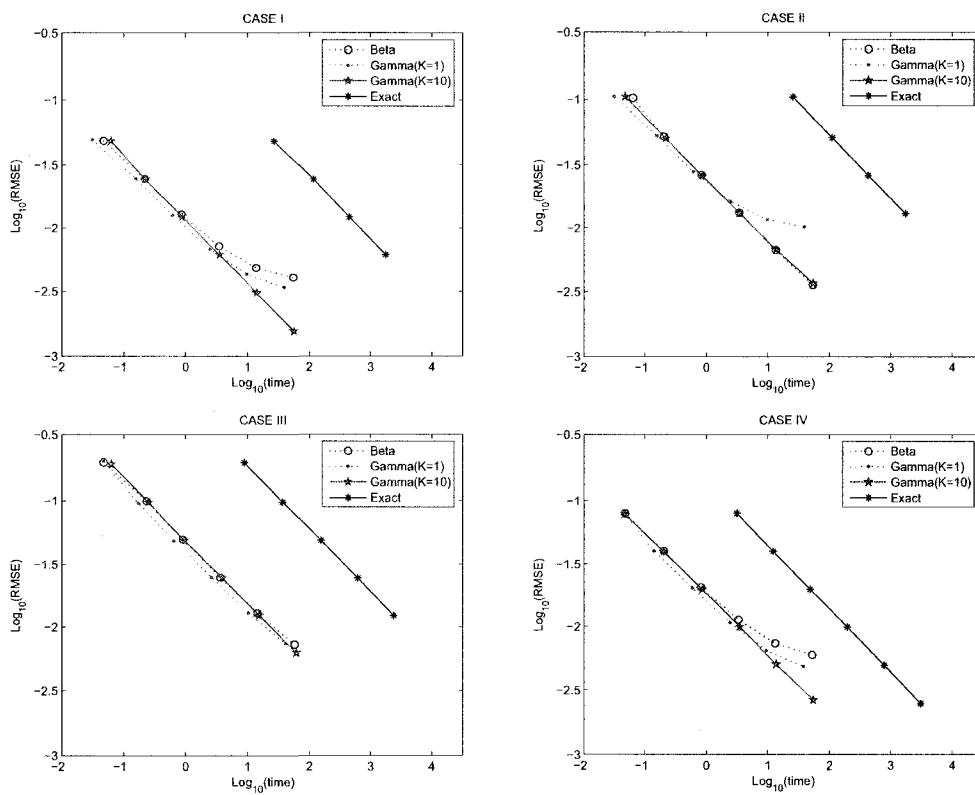 CASE I
Log10(RMSE)
-0.5
-1
-1.5
-2
-2.5
-3
-2
-1
0
1
2
3
4
Log10(time)
Beta
Gamma(K=1)
Gamma(K=10)
Exact
CASE II
Log10(RMSE)
-0.5
-1
-1.5
-2
-2.5
-3
-2
-1
0
1
2
3
4
Log10(time)
Beta
Gamma(K=1)
Gamma(K=10)
Exact
CASE III
Log10(RMSE)
-0.5
-1
-1.5
-2
-2.5
-3
-2
-1
0
1
2
3
4
Log10(time)
Beta
Gamma(K=1)
Gamma(K=10)
Exact
CASE IV
Log10(RMSE)
-0.5
-1
-1.5
-2
-2.5
-3
-2
-1
0
1
2
3
4
Log10(time)
Beta
Gamma(K=1)
Gamma(K=10)
Exact